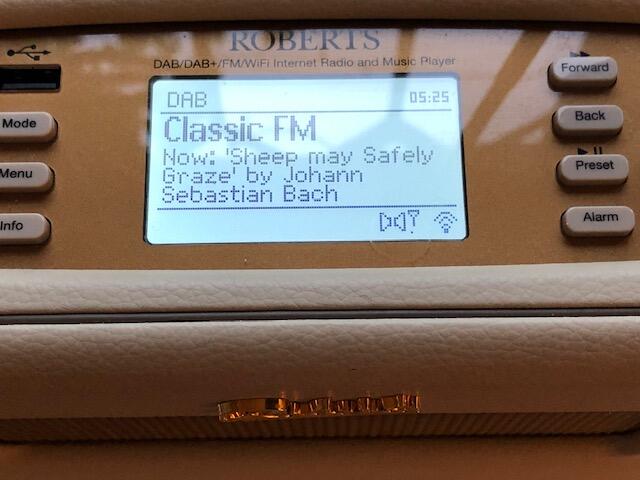 ROBERTS
DAB/DAB+/FM/WiFi Internet Radio and Music Player
DAB 05:25
Classic FM
Now: 'Sheep may Safely
Graze' by Johann
Sebastian Bach
Mode
Menu
Info
Forward
Back
Preset
Alarm